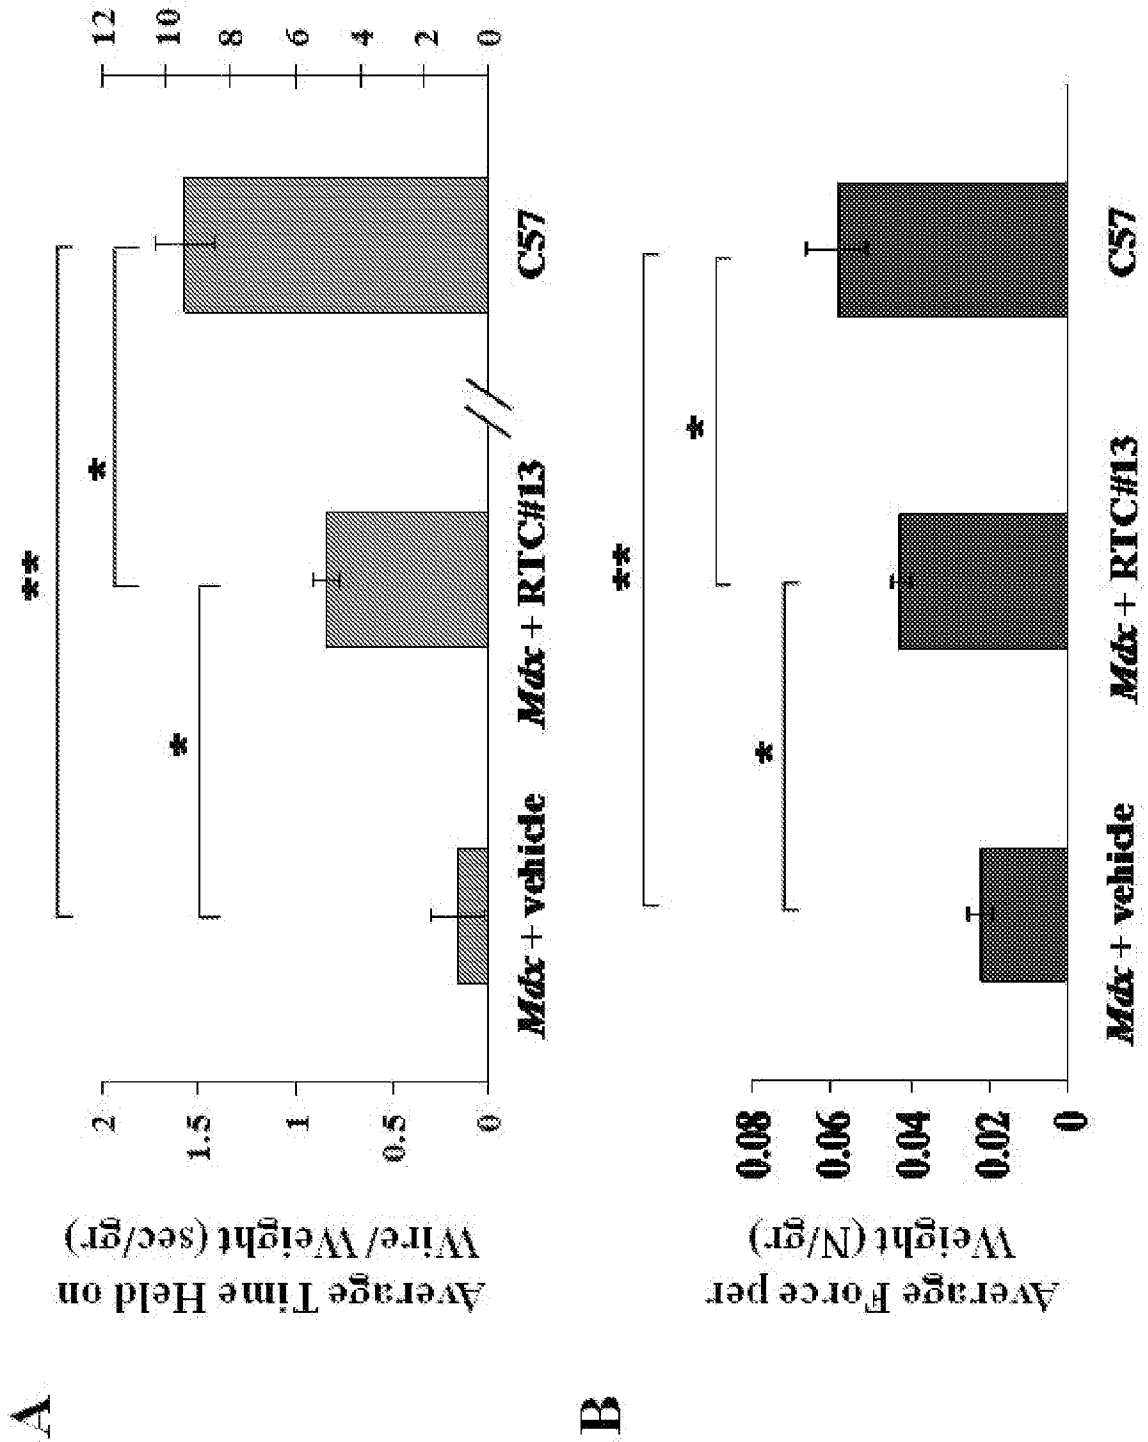 A
Average Time Held on
Wire/Weight (sec/gr)
2
1.5
1
0.5
0
**
*
*
12
10
8
6
4
2
0
Mdx + vehicle
Mdx + RTC#13
C57
B
Average Force per
Weight (N/gr)
0.08
0.06
0.04
0.02
0
**
*
*
Mdx + vehicle
Mdx + RTC#13
C57